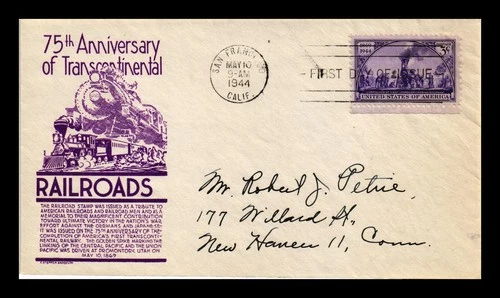 75th Anniversary
of Transcontinental
RAILROADS
THE RAILROAD STAMP WAS ISSUED AS A TRIBUTE TO
AMERICAN RAILROADS AND RAILROAD MEN AND AS A
MEMORIAL TO THEIR MAGNIFICENT CONTRIBUTION
TOWARD ULTIMATE VICTORY IN THE NATION'S WAR
EFFORT AGAINST THE GERMANS AND JAPANESE.
IT WAS ISSUED ON THE 75TH ANNIVERSARY OF THE
COMPLETION OF AMERICA'S FIRST TRANSCONTI-
NENTAL RAILWAY. THE GOLDEN SPIKE MARKING THE
LINKING OF THE CENTRAL PACIFIC AND THE UNION
PACIFIC WAS DRIVEN AT PROMONTORY, UTAH ON
MAY 10, 1869
SAN FRANCISCO
MAY 10
9-AM
1944
CALIF.
FIRST DAY OF ISSUE
1869
1944
3¢
UNITED STATES OF AMERICA
Mr. Robert J. Petrie,
177 Willard St,
New Haven 11, Conn.